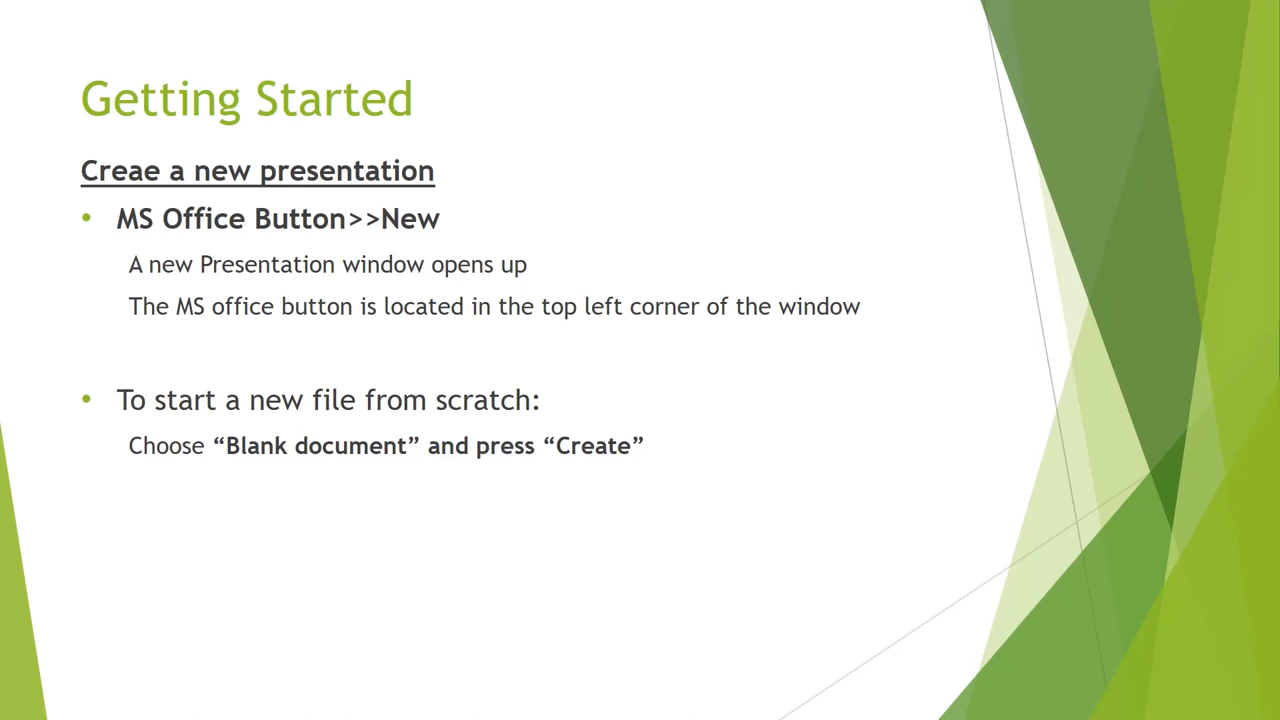 Getting Started
Creae a new presentation
• MS Office Button>>New
A new Presentation window opens up
The MS office button is located in the top left corner of the window
• To start a new file from scratch:
Choose “Blank document” and press “Create”